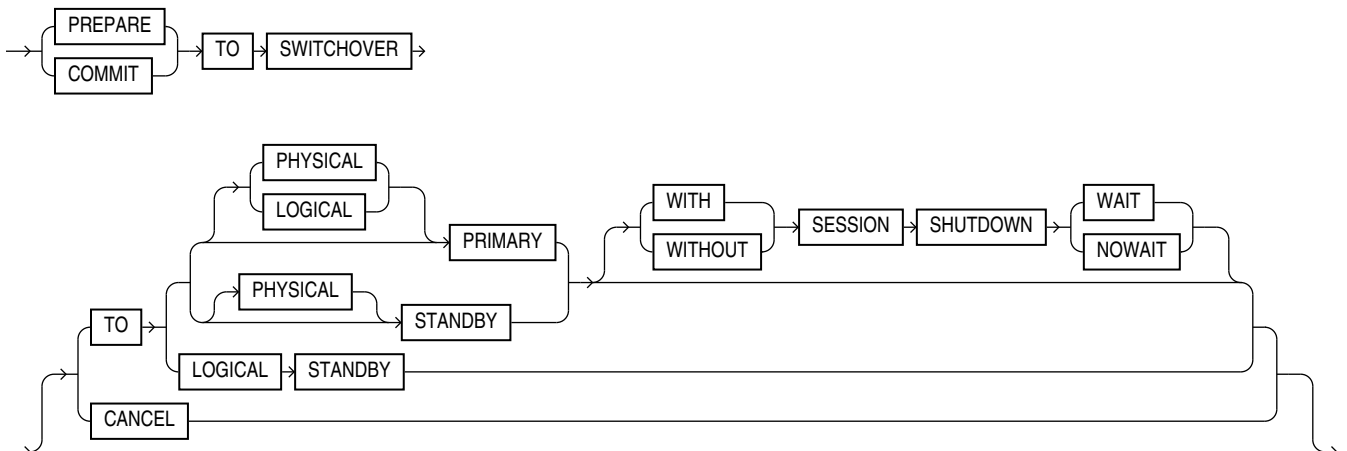 PREPARE
COMMIT
TO SWITCHOVER
PHYSICAL
LOGICAL
PRIMARY
PHYSICAL
STANDBY
WITH
WITHOUT
SESSION SHUTDOWN
WAIT
NOWAIT
TO
LOGICAL STANDBY
CANCEL